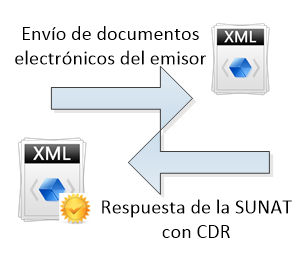 Envío de documentos
electrónicos del emisor
XML
XML
Respuesta de la SUNAT
con CDR